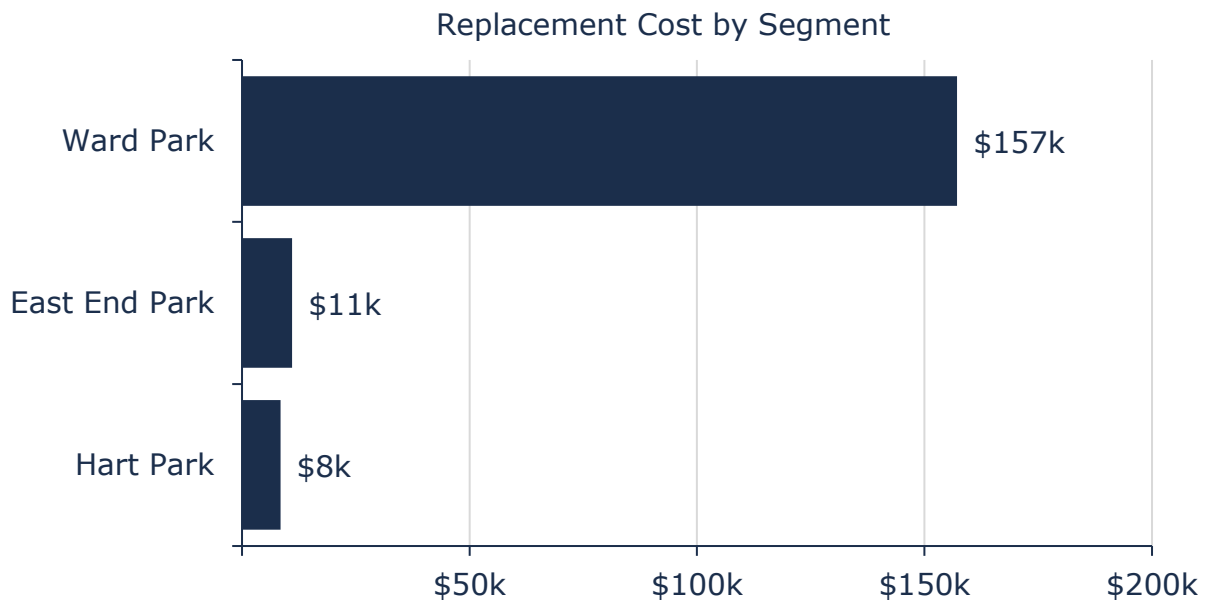 Replacement Cost by Segment
Ward Park
$157k
East End Park
$11k
Hart Park
$8k
$50k
$100k
$150k
$200k